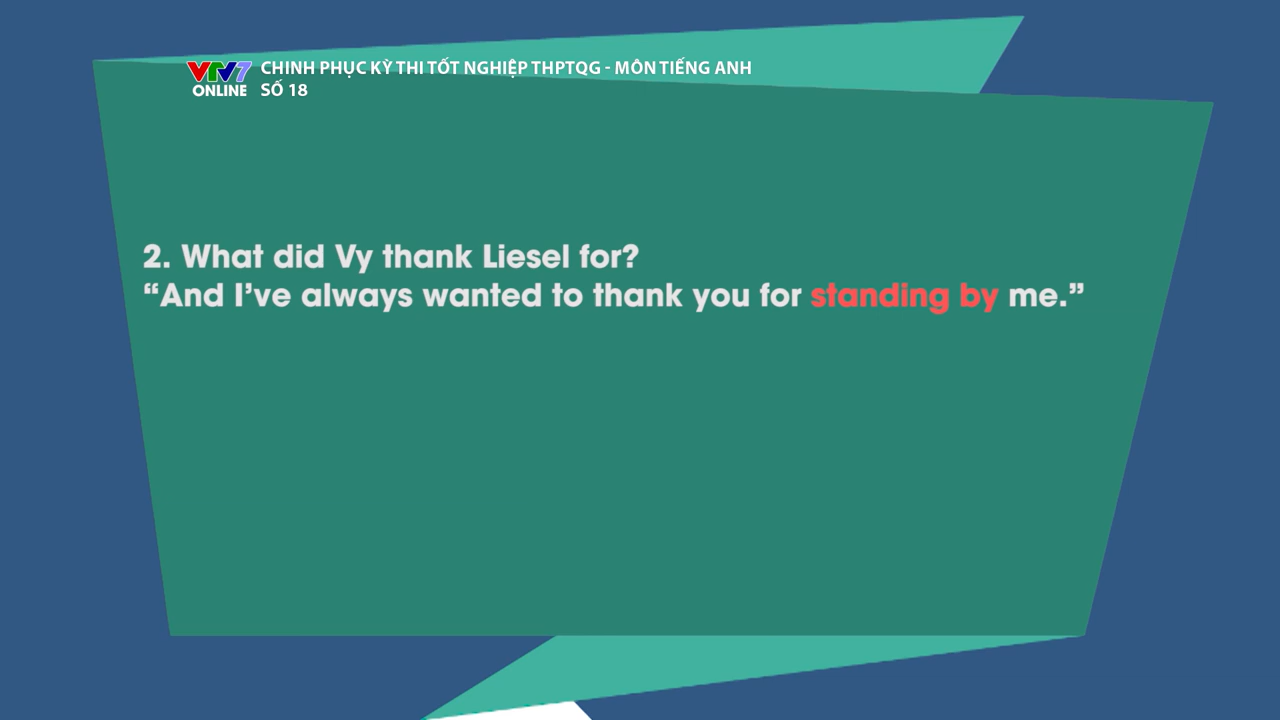 VTV7
ONLINE
CHINH PHỤC KỲ THI TỐT NGHIỆP THPTQG - MÔN TIẾNG ANH
SỐ 18
2. What did Vy thank Liesel for?
“And I’ve always wanted to thank you for standing by me.”